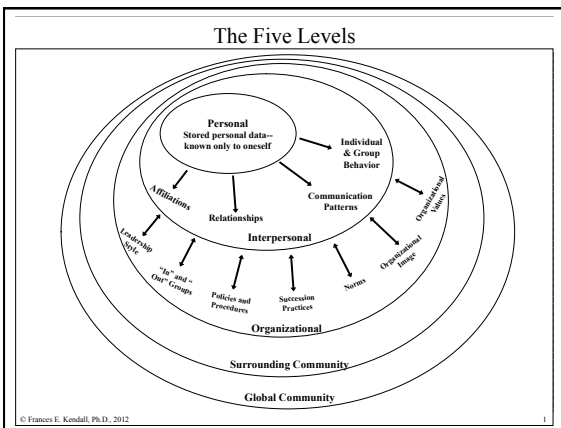 The Five Levels
Personal
Stored personal data--
known only to oneself
Individual
& Group
Behavior
Affiliations
Relationships
Communication
Patterns
Organizational
Values
Interpersonal
Leadership
Style
"In" and "
Out" Groups
Policies and
Procedures
Succession
Practices
Norms
Organizational
Image
Organizational
Surrounding Community
Global Community
© Frances E. Kendall, Ph.D., 2012
1